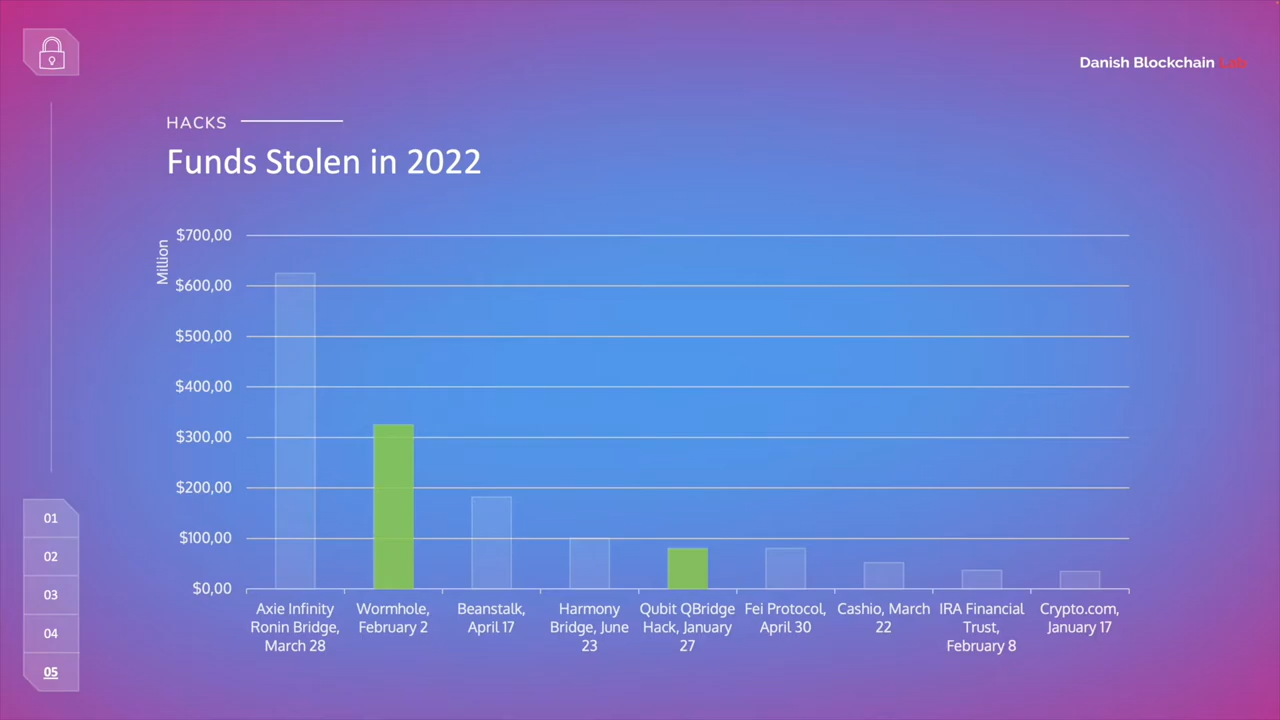 Danish Blockchain Lab
HACKS
Funds Stolen in 2022
Million
$700,00
$600,00
$500,00
$400,00
$300,00
$200,00
$100,00
$0,00
Axie Infinity
Ronin Bridge,
March 28
Wormhole,
February 2
Beanstalk,
April 17
Harmony
Bridge, June
23
Qubit QBridge
Hack, January
27
Fei Protocol,
April 30
Cashio, March
22
IRA Financial
Trust,
February 8
Crypto.com,
January 17
01
02
03
04
05